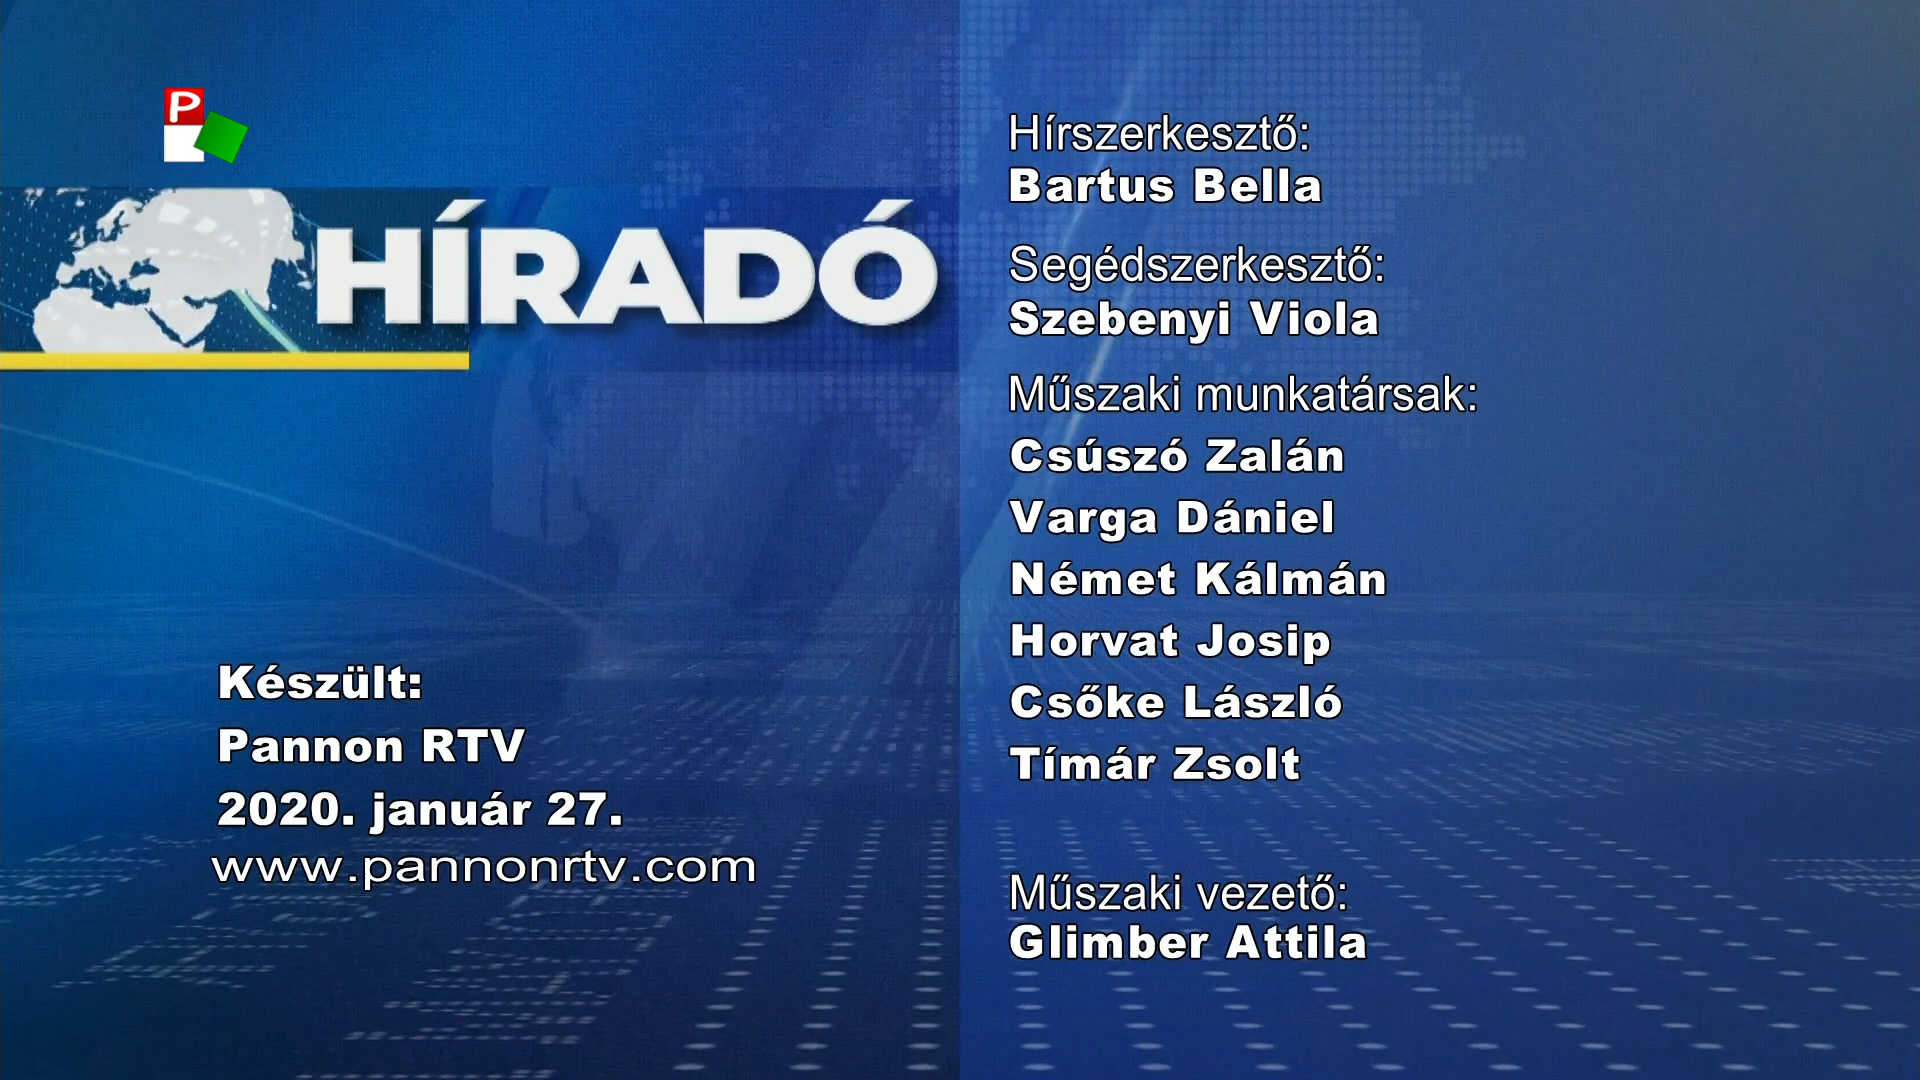 P
HÍRADÓ
Készült:
Pannon RTV
2020. január 27.
www.pannonrtv.com
Hírszerkesztő:
Bartus Bella
Segédszerkesztő:
Szebenyi Viola
Műszaki munkatársak:
Csúszó Zalán
Varga Dániel
Német Kálmán
Horvat Josip
Csőke László
Tímár Zsolt
Műszaki vezető:
Glimber Attila